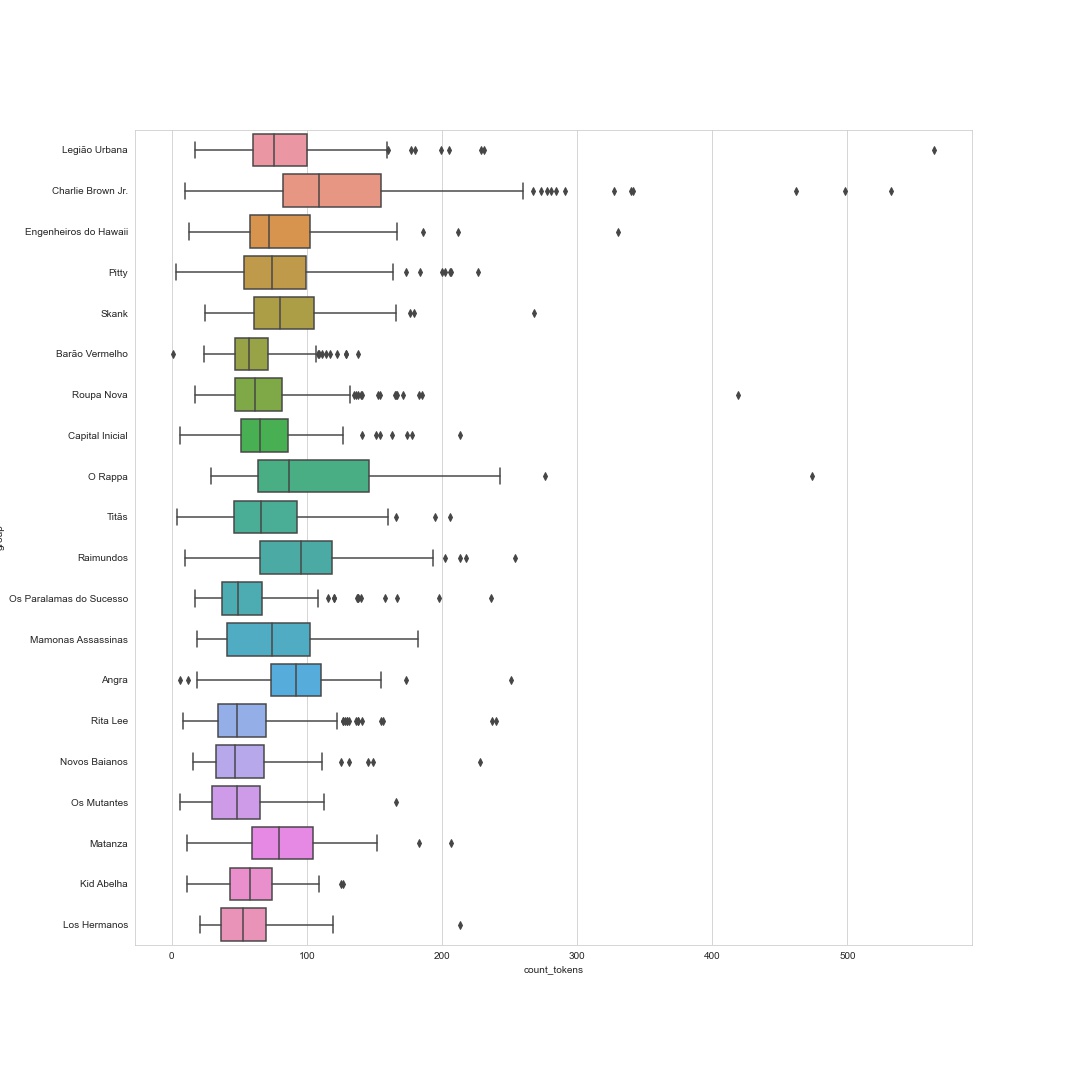 Legião Urbana
Charlie Brown Jr.
Engenheiros do Hawaii
Pitty
Skank
Barão Vermelho
Roupa Nova
Capital Inicial
O Rappa
Titãs
Raimundos
Os Paralamas do Sucesso
Mamonas Assassinas
Angra
Rita Lee
Novos Baianos
Os Mutantes
Matanza
Kid Abelha
Los Hermanos
0 100 200 300 400 500
count_tokens